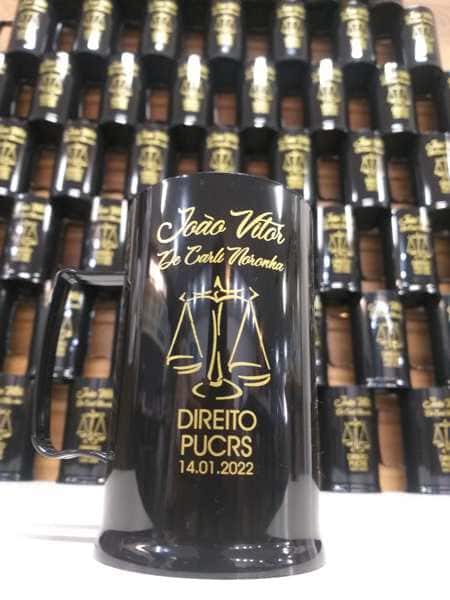 João Vitor
De Carli Noronha
DIREITO
PUCRS
14.01.2022